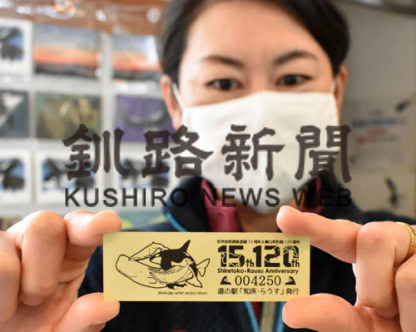 釧路新聞
KUSHIRO NEWS WEB
15th 120th
Shiretoko-Rausu Anniversary
004250
道の駅「知床・らうす」発行